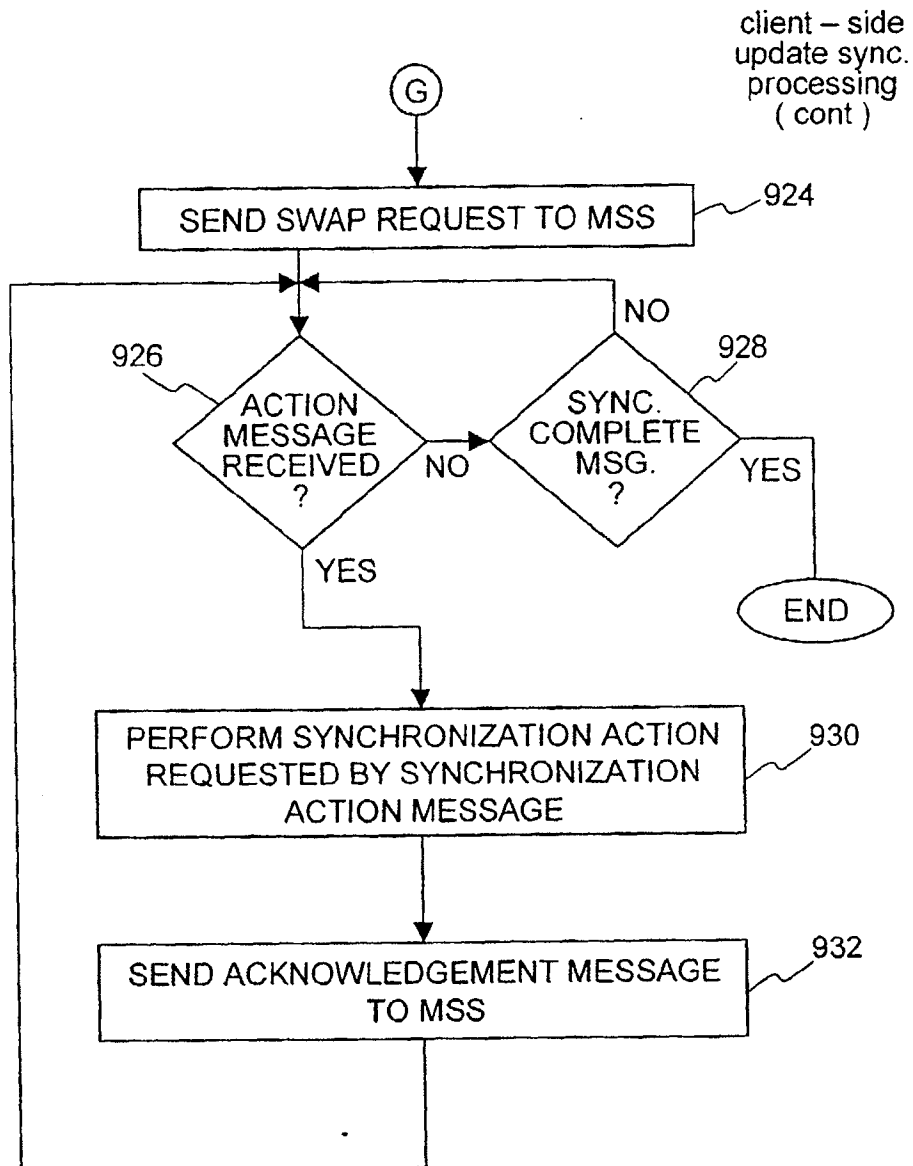 client – side
update sync.
processing
( cont )
G
SEND SWAP REQUEST TO MSS
924
926
ACTION
MESSAGE
RECEIVED
?
NO
YES
NO
928
SYNC.
COMPLETE
MSG.
?
YES
END
PERFORM SYNCHRONIZATION ACTION
REQUESTED BY SYNCHRONIZATION
ACTION MESSAGE
930
SEND ACKNOWLEDGEMENT MESSAGE
TO MSS
932